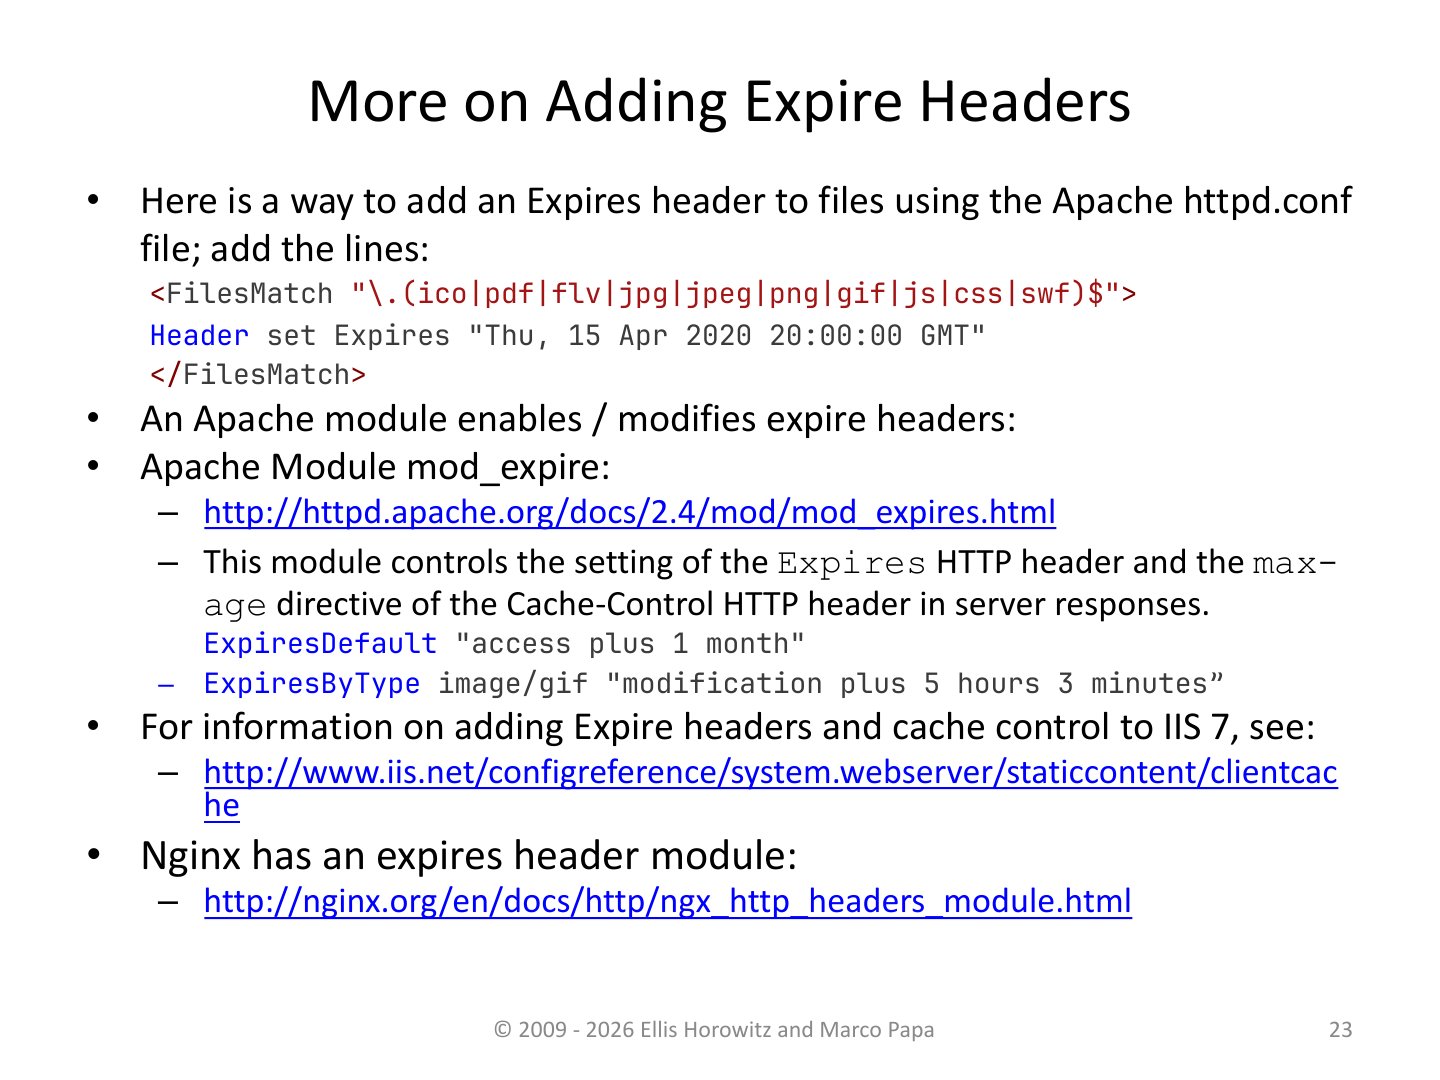 More on Adding Expire Headers
• Here is a way to add an Expires header to files using the Apache httpd.conf
file; add the lines:
<FilesMatch "\.(ico|pdf|flv|jpg|jpeg|png|gif|js|css|swf)$">
Header set Expires "Thu, 15 Apr 2020 20:00:00 GMT"
</FilesMatch>
• An Apache module enables / modifies expire headers:
• Apache Module mod_expire:
– http://httpd.apache.org/docs/2.4/mod/mod_expires.html
– This module controls the setting of the Expires HTTP header and the max-
age directive of the Cache-Control HTTP header in server responses.
ExpiresDefault "access plus 1 month"
– ExpiresByType image/gif "modification plus 5 hours 3 minutes”
• For information on adding Expire headers and cache control to IIS 7, see:
– http://www.iis.net/configreference/system.webserver/staticcontent/clientcac
he
• Nginx has an expires header module:
– http://nginx.org/en/docs/http/ngx_http_headers_module.html
© 2009 - 2026 Ellis Horowitz and Marco Papa
23